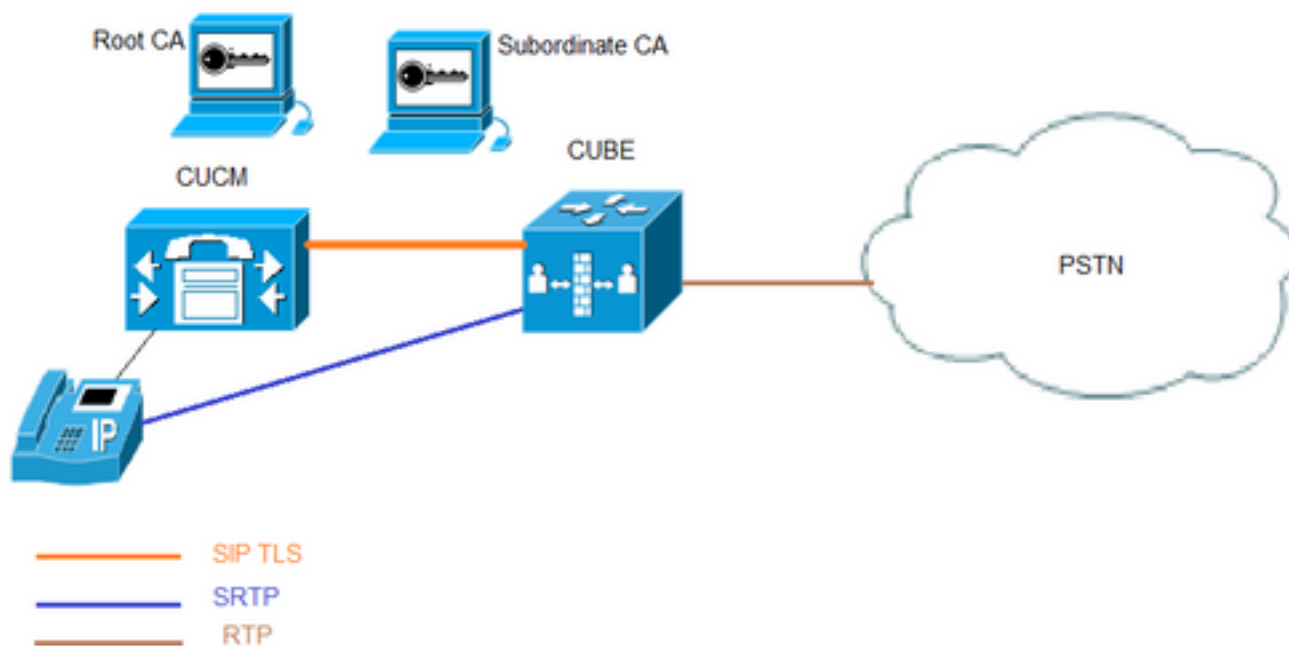 Root CA
Subordinate CA
CUCM
CUBE
PSTN
IP
SIP TLS
SRTP
RTP